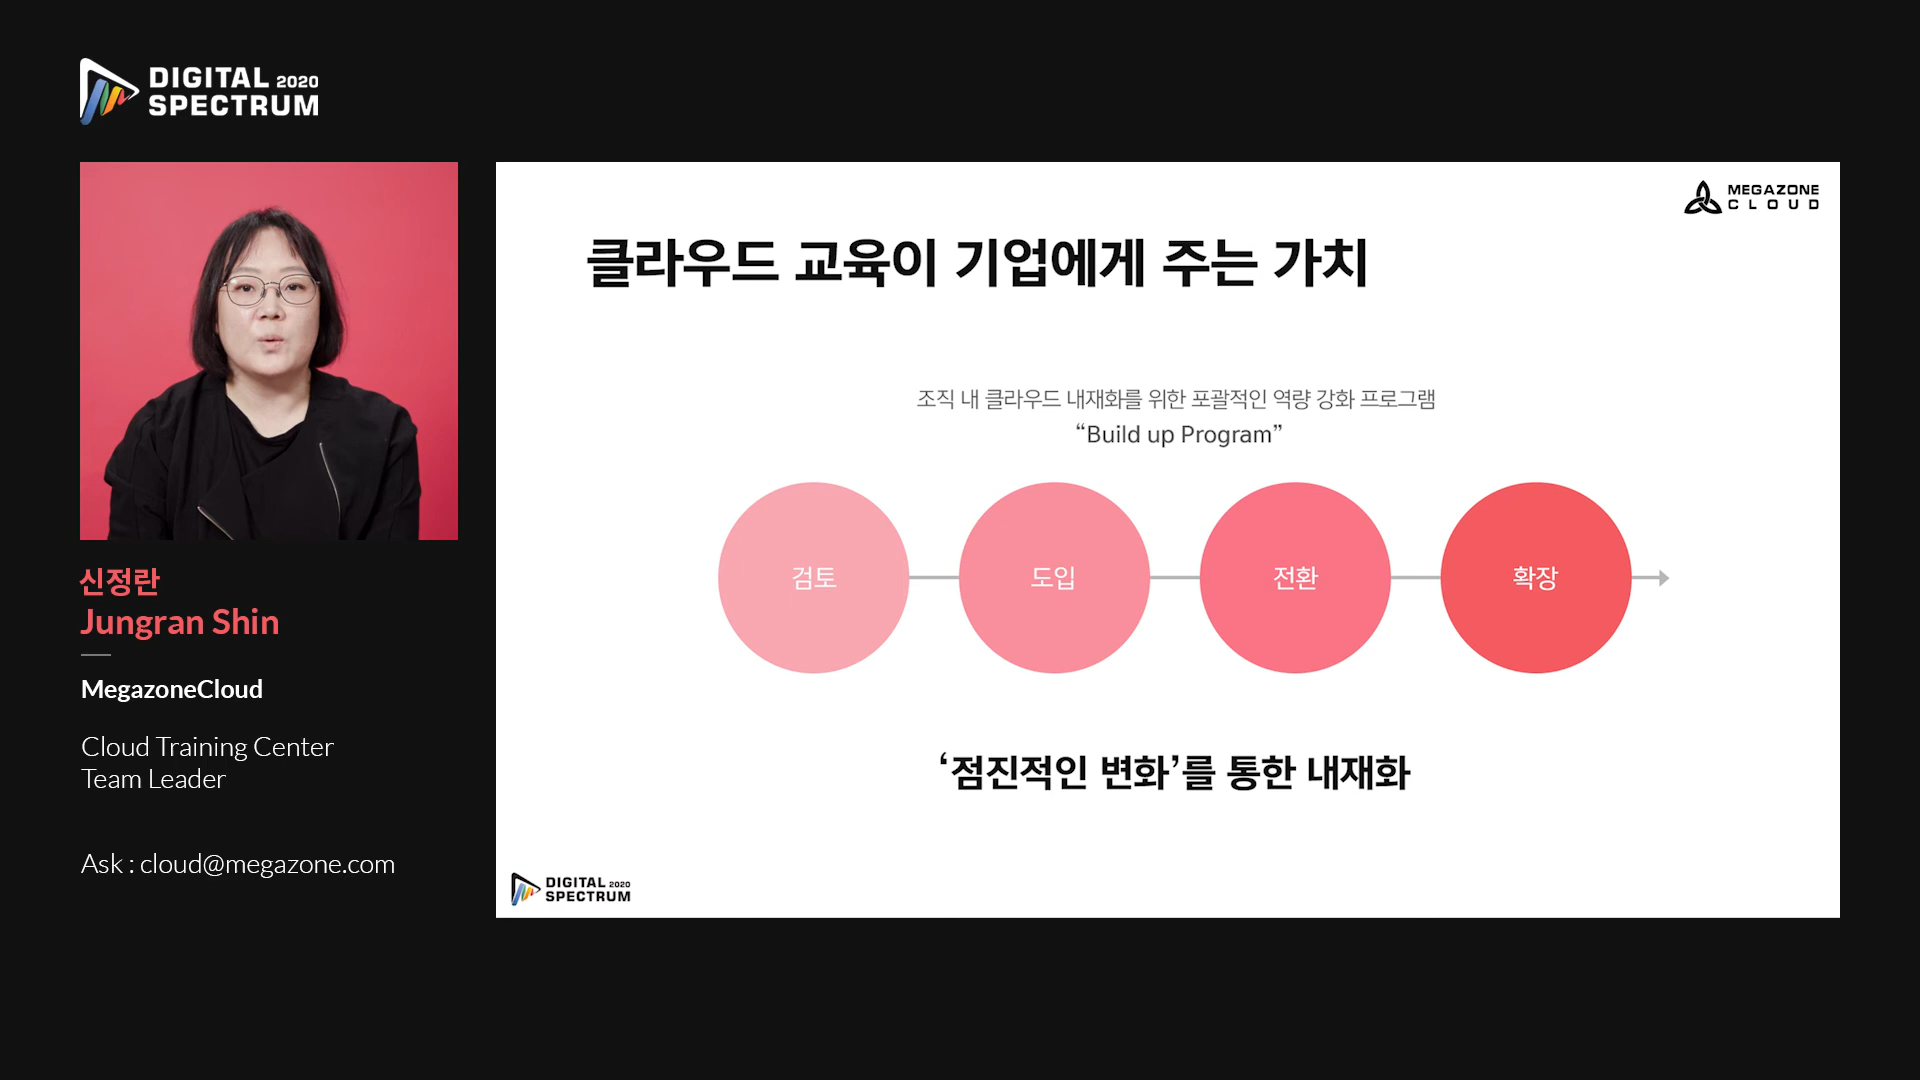 DIGITAL 2020
SPECTRUM
신정란
Jungran Shin
MegazoneCloud
Cloud Training Center
Team Leader
Ask : cloud@megazone.com
MEGAZONE
CLOUD
클라우드 교육이 기업에게 주는 가치
조직 내 클라우드 내재화를 위한 포괄적인 역량 강화 프로그램
“Build up Program”
검토
도입
전환
확장
‘점진적인 변화’를 통한 내재화
DIGITAL 2020
SPECTRUM